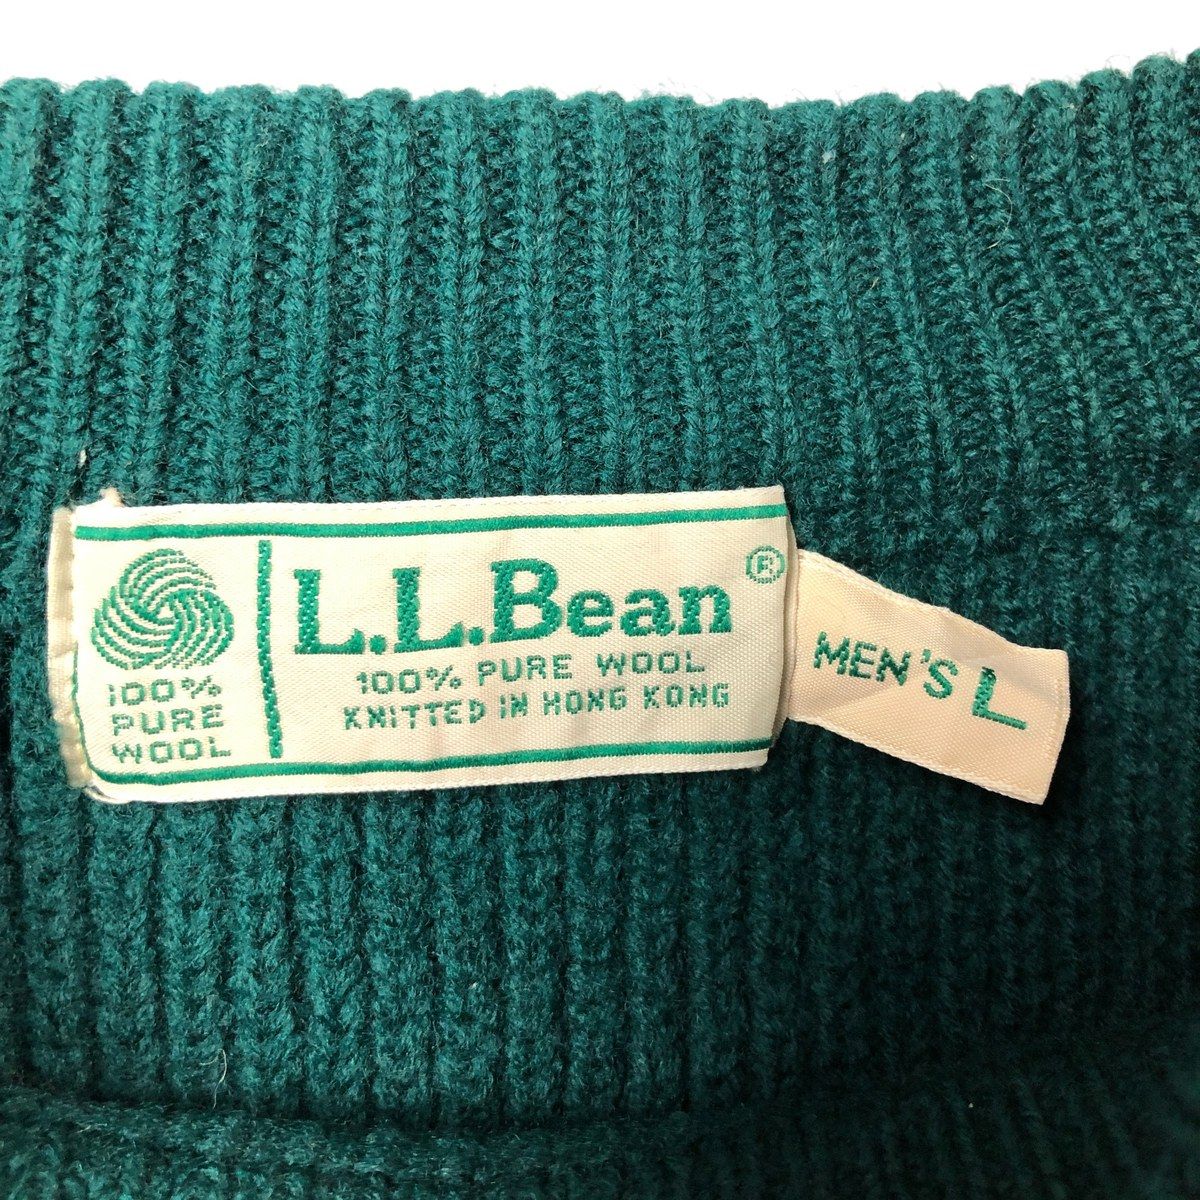 100%
PURE
WOOL
L.L.Bean®
100% PURE WOOL
KNITTED IN HONG KONG
MEN'S L